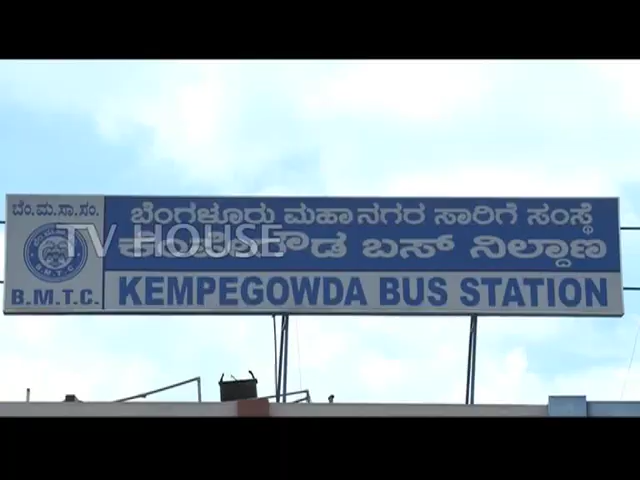 ಬೆಂ.ಮ.ಸಾ.ಸಂ.
B.M.T.C.
ಬೆಂಗಳೂರು ಮಹಾನಗರ ಸಾರಿಗೆ ಸಂಸ್ಥೆ
ಕೆಂಪೇಗೌಡ ಬಸ್ ನಿಲ್ದಾಣ
KEMPEGOWDA BUS STATION
TV HOUSE